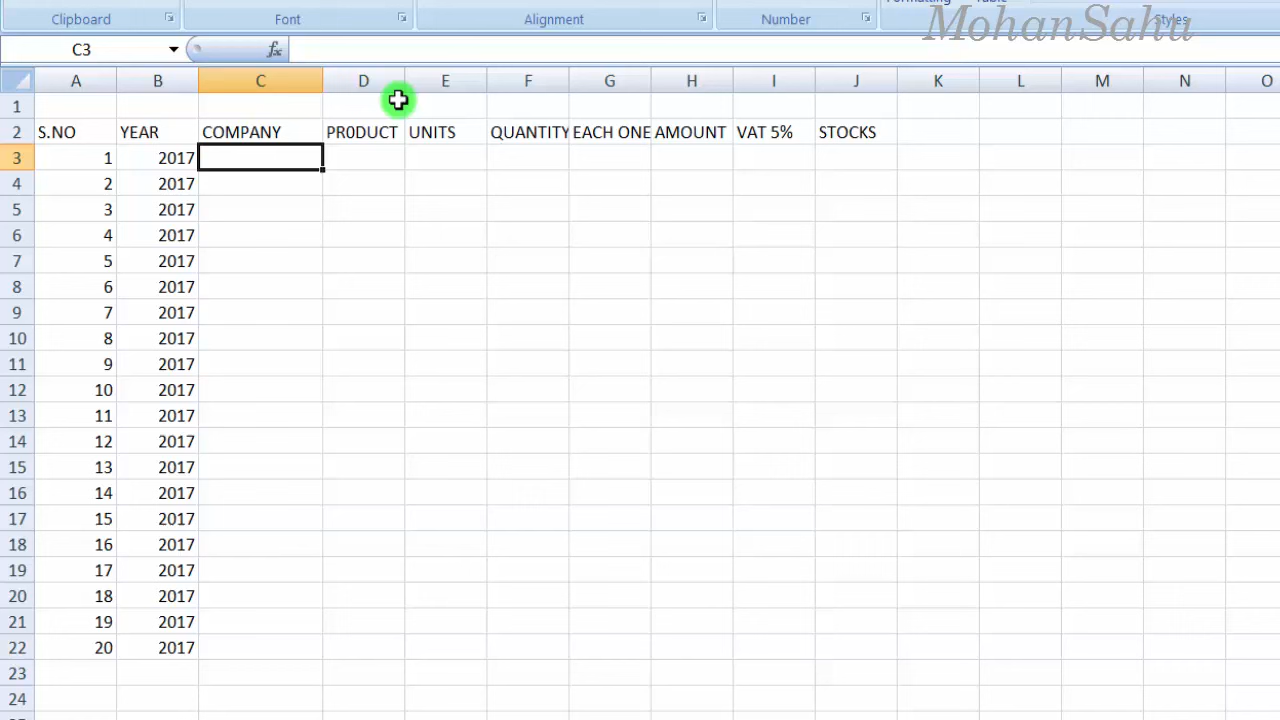 Formatting Table
Clipboard Font Alignment Number Styles
MohanSahu
C3 fx
A B C D E F G H I J K L M N O
1
2 S.NO YEAR COMPANY PR0DUCT UNITS QUANTITY EACH ONE AMOUNT VAT 5% STOCKS
3 1 2017
4 2 2017
5 3 2017
6 4 2017
7 5 2017
8 6 2017
9 7 2017
10 8 2017
11 9 2017
12 10 2017
13 11 2017
14 12 2017
15 13 2017
16 14 2017
17 15 2017
18 16 2017
19 17 2017
20 18 2017
21 19 2017
22 20 2017
23
24